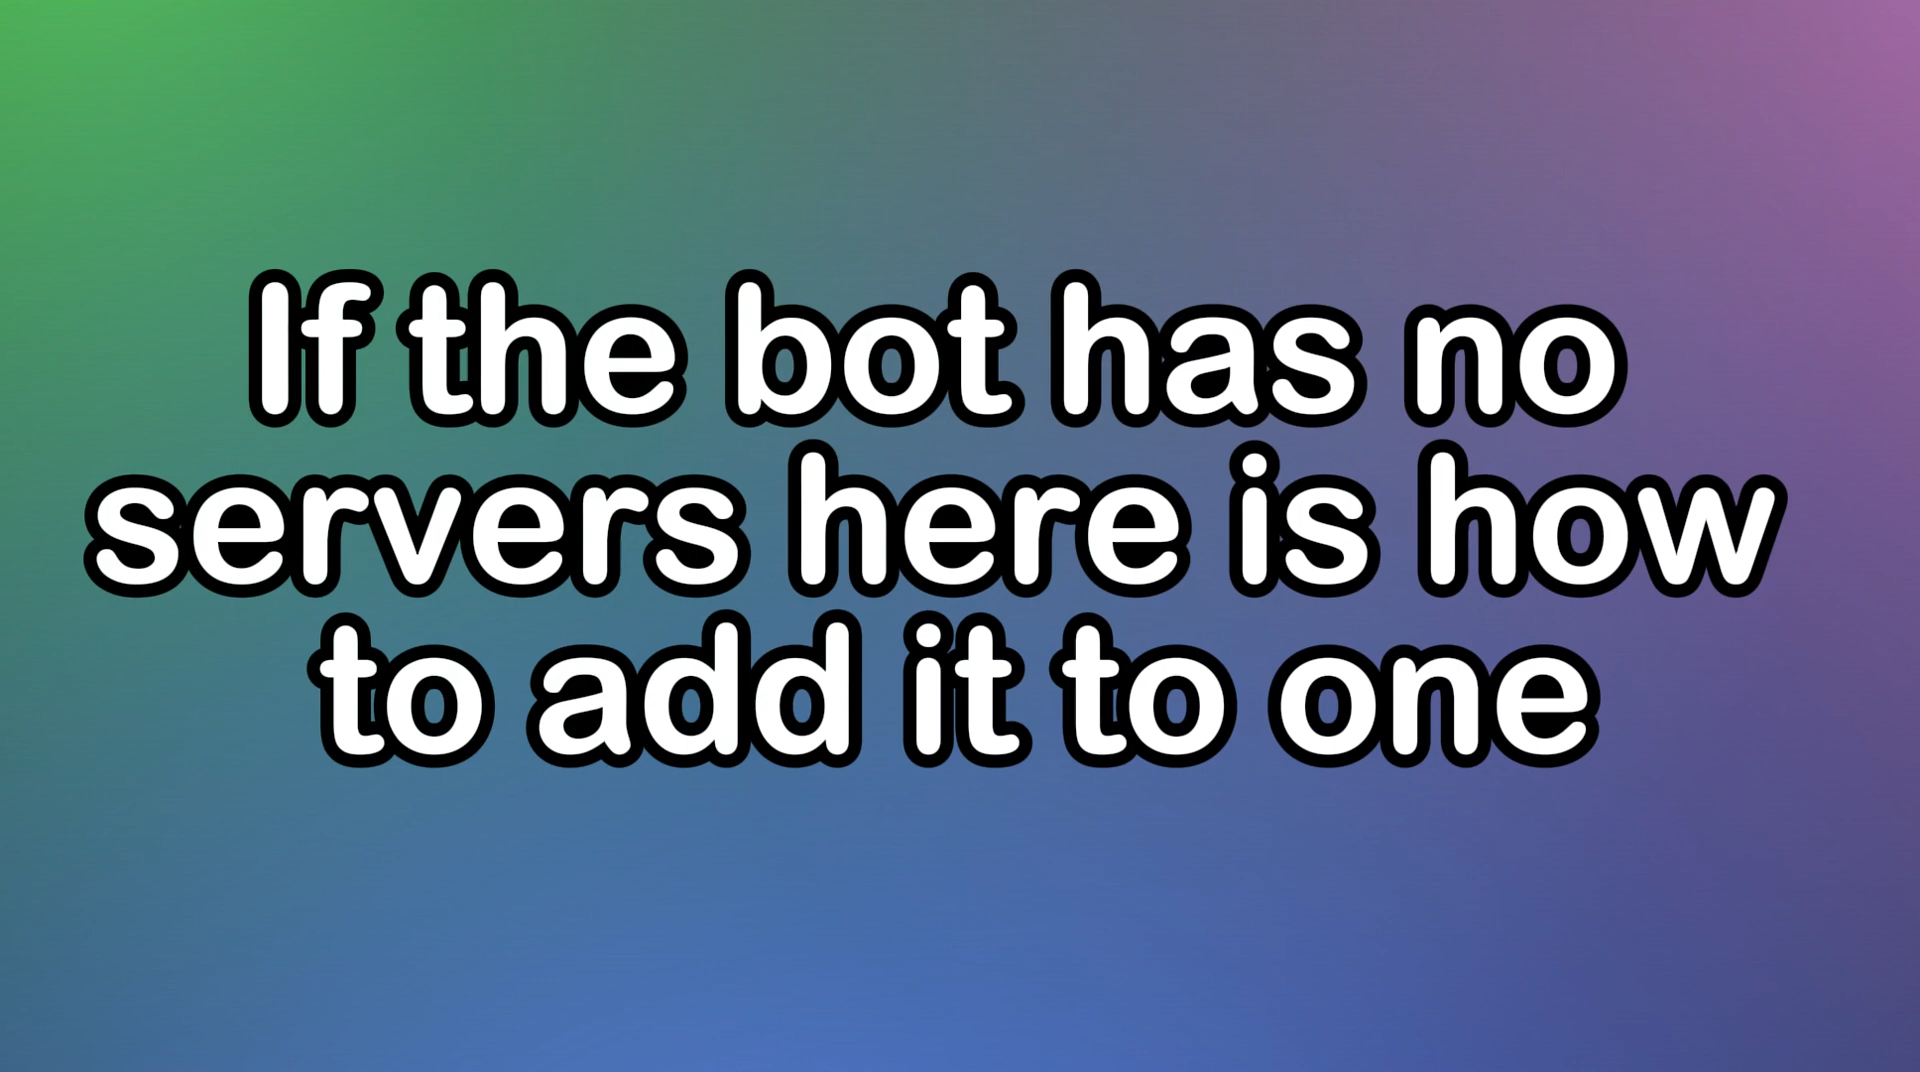 If the bot has no
servers here is how
to add it to one